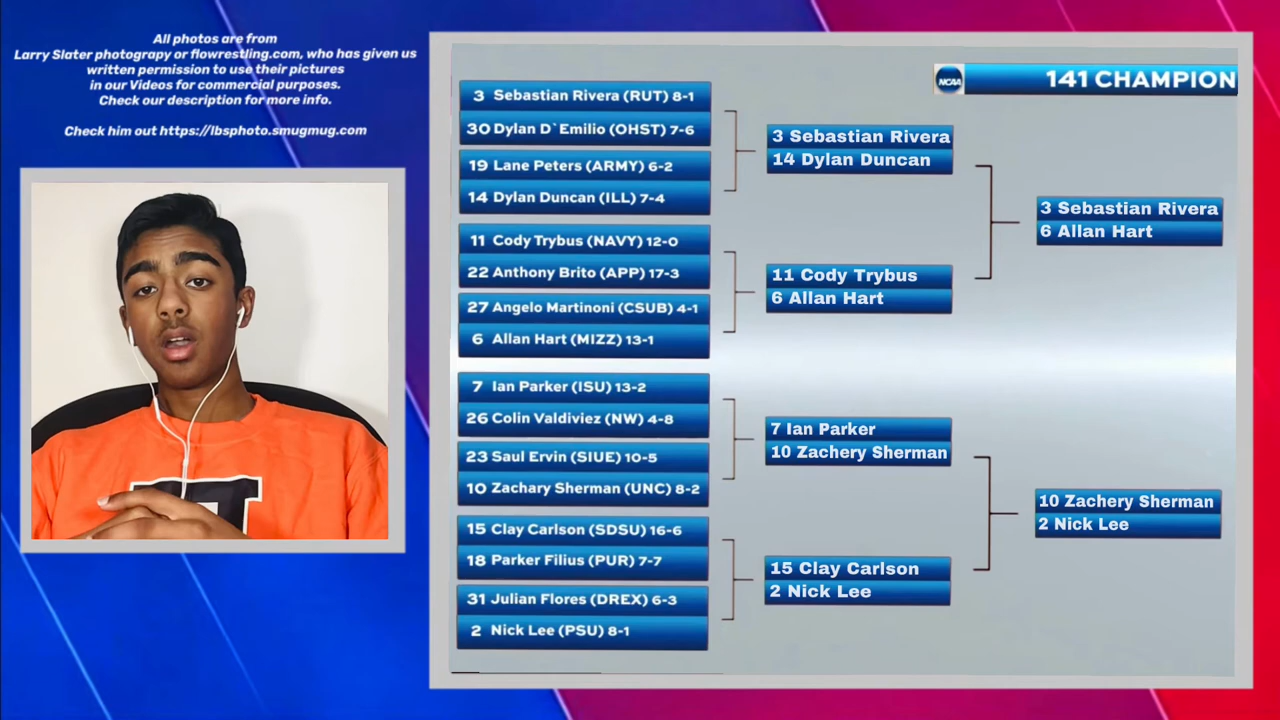 All photos are from
Larry Slater photograpy or flowrestling.com, who has given us
written permission to use their pictures
in our Videos for commercial purposes.
Check our description for more info.
Check him out https://lbsphoto.smugmug.com
NCAA
141 CHAMPION
3 Sebastian Rivera (RUT) 8-1
30 Dylan D`Emilio (OHST) 7-6
19 Lane Peters (ARMY) 6-2
14 Dylan Duncan (ILL) 7-4
11 Cody Trybus (NAVY) 12-0
22 Anthony Brito (APP) 17-3
27 Angelo Martinoni (CSUB) 4-1
6 Allan Hart (MIZZ) 13-1
7 Ian Parker (ISU) 13-2
26 Colin Valdiviez (NW) 4-8
23 Saul Ervin (SIUE) 10-5
10 Zachary Sherman (UNC) 8-2
15 Clay Carlson (SDSU) 16-6
18 Parker Filius (PUR) 7-7
31 Julian Flores (DREX) 6-3
2 Nick Lee (PSU) 8-1
3 Sebastian Rivera
14 Dylan Duncan
11 Cody Trybus
6 Allan Hart
7 Ian Parker
10 Zachery Sherman
15 Clay Carlson
2 Nick Lee
3 Sebastian Rivera
6 Allan Hart
10 Zachery Sherman
2 Nick Lee